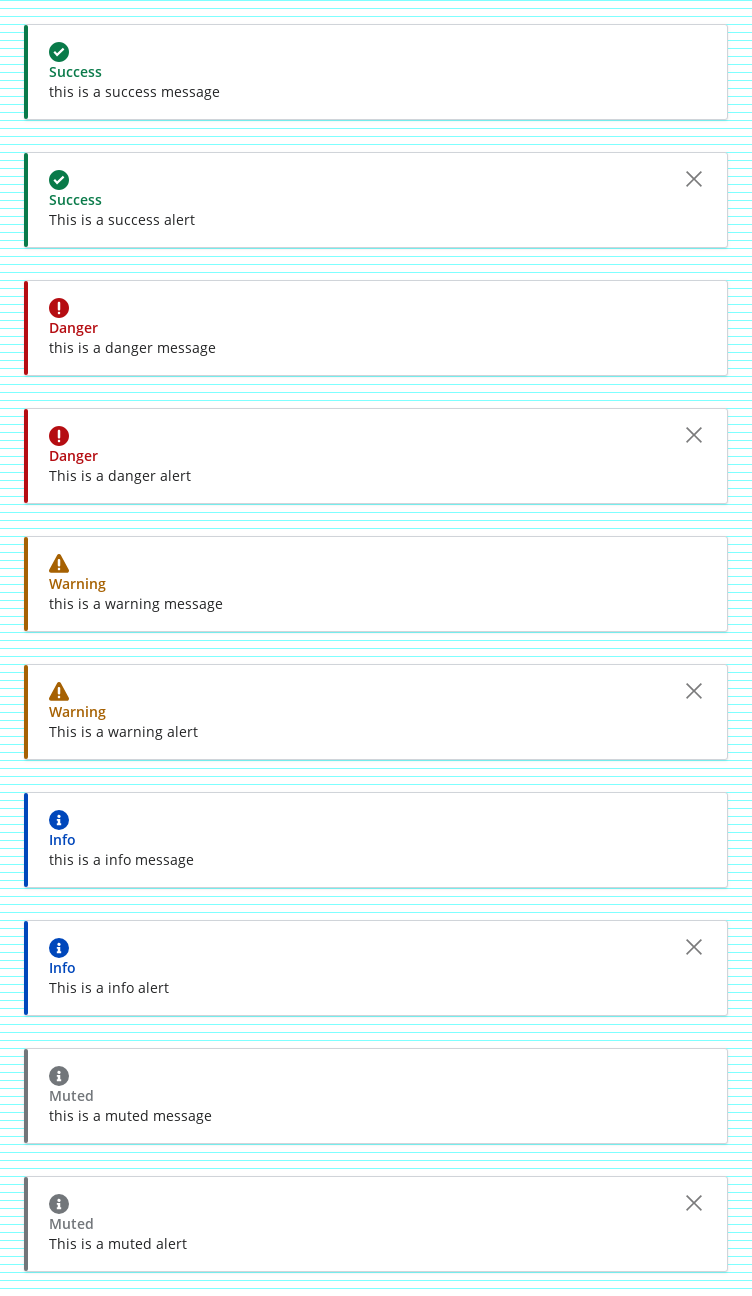 Success
this is a success message
Success
This is a success alert
Danger
this is a danger message
Danger
This is a danger alert
Warning
this is a warning message
Warning
This is a warning alert
Info
this is a info message
Info
This is a info alert
Muted
this is a muted message
Muted
This is a muted alert